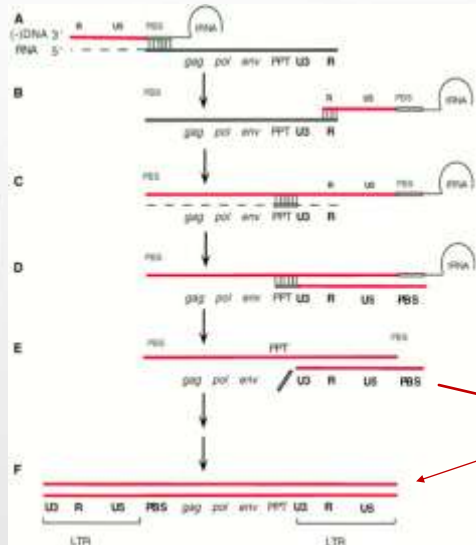 A
R U5 PBS tRNA
(-)DNA 3'
RNA 5'
gag pol env PPT U3 R
B
PBS R U5 PBS tRNA
gag pol env PPT U3 R
C
PBS R U5 PBS tRNA
gag pol env PPT U3 R
D
PBS tRNA
gag pol env PPT U3 R U5 PBS
E
PBS PPT PBS
gag pol env U3 R U5 PBS
F
U3 R U5 PBS gag pol env PPT U3 R U5
LTR LTR